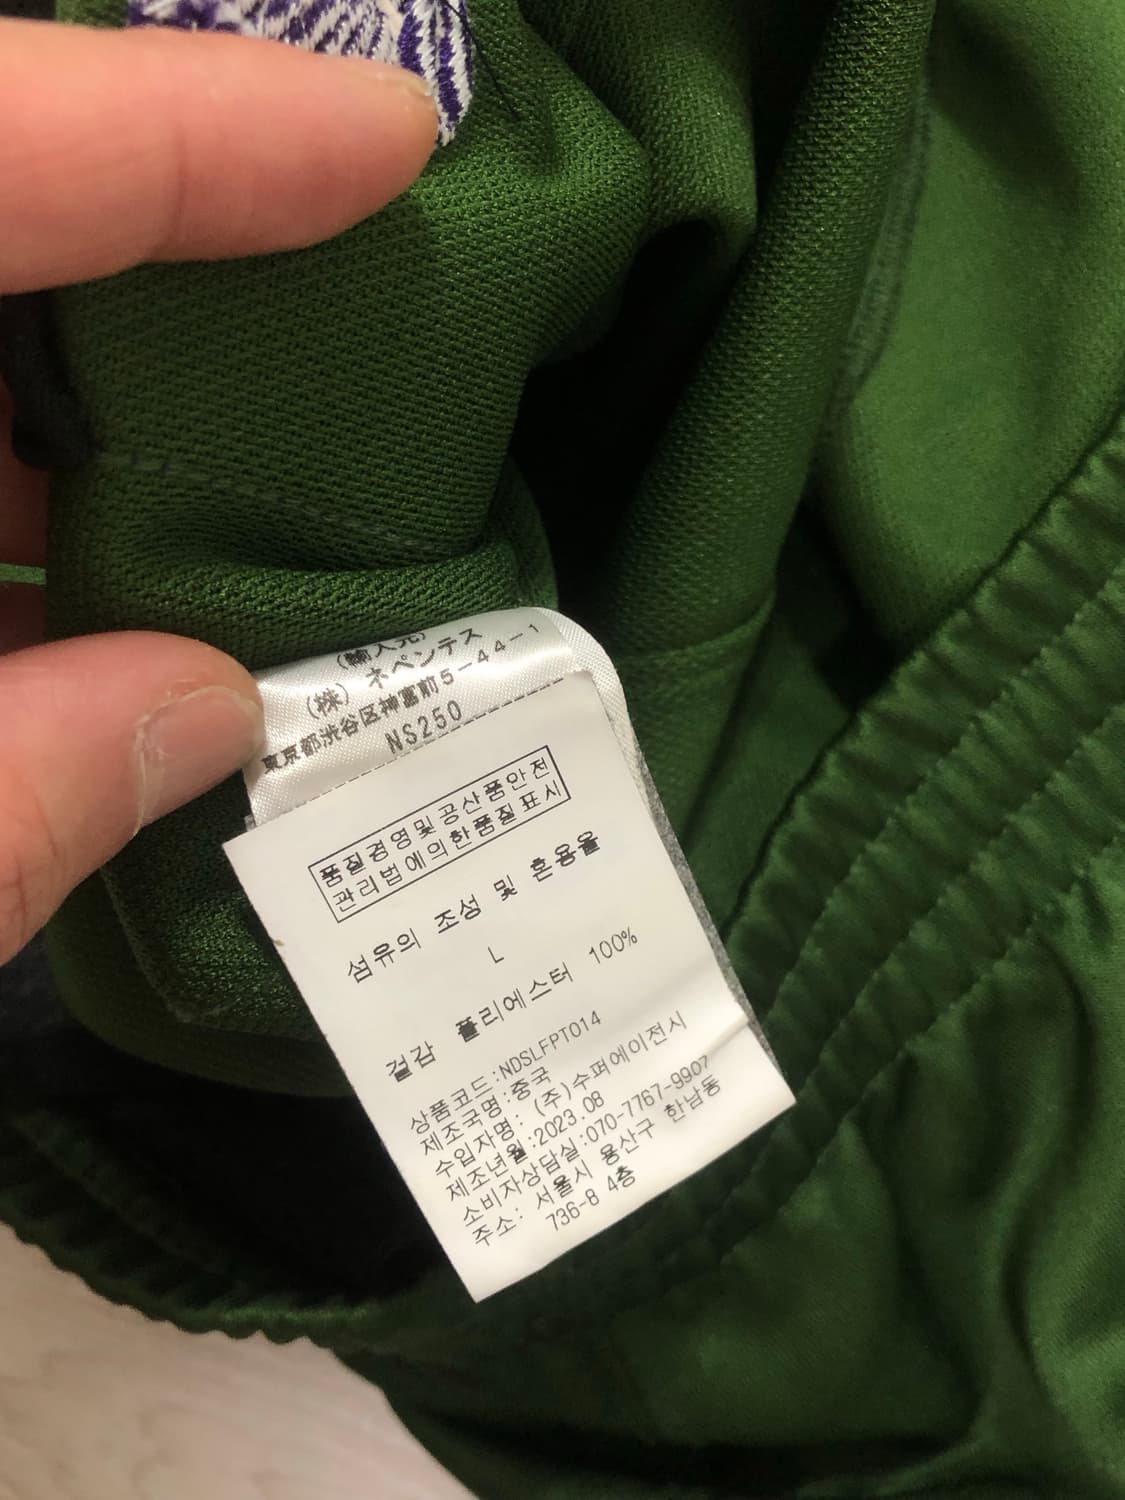 (輸入元)
(株) ネペンテス
東京都渋谷区神宮前5-44-1
NS250
품질경영및공산품안전
관리법에의한품질표시
섬유의 조성 및 혼용율
L
겉감 폴리에스터 100%
상품코드:NDSLFPT014
제조국명:중국
수입자명: (주)수퍼에이전시
제조년월:2023.08
소비자상담실:070-7767-9907
주소: 서울시 용산구 한남동
736-8 4층